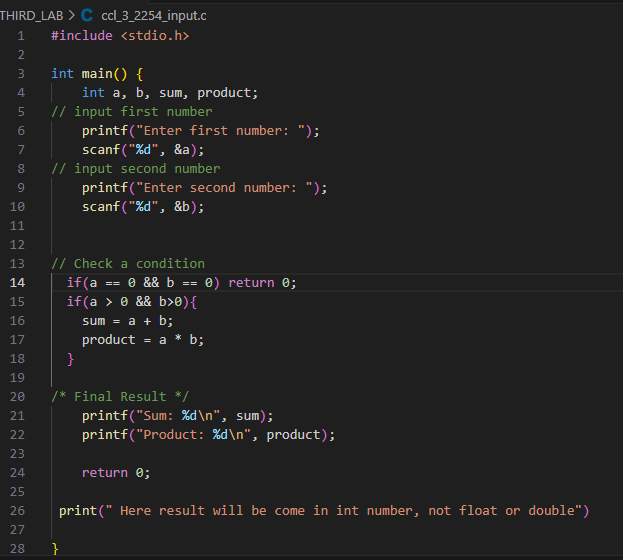 THIRD_LAB > C ccl_3_2254_input.c
1 #include <stdio.h>
2
3 int main() {
4     int a, b, sum, product;
5 // input first number
6     printf("Enter first number: ");
7     scanf("%d", &a);
8 // input second number
9     printf("Enter second number: ");
10     scanf("%d", &b);
11
12
13 // Check a condition
14   if(a == 0 && b == 0) return 0;
15   if(a > 0 && b>0){
16     sum = a + b;
17     product = a * b;
18   }
19
20 /* Final Result */
21     printf("Sum: %d\n", sum);
22     printf("Product: %d\n", product);
23
24     return 0;
25
26  print(" Here result will be come in int number, not float or double")
27
28 }